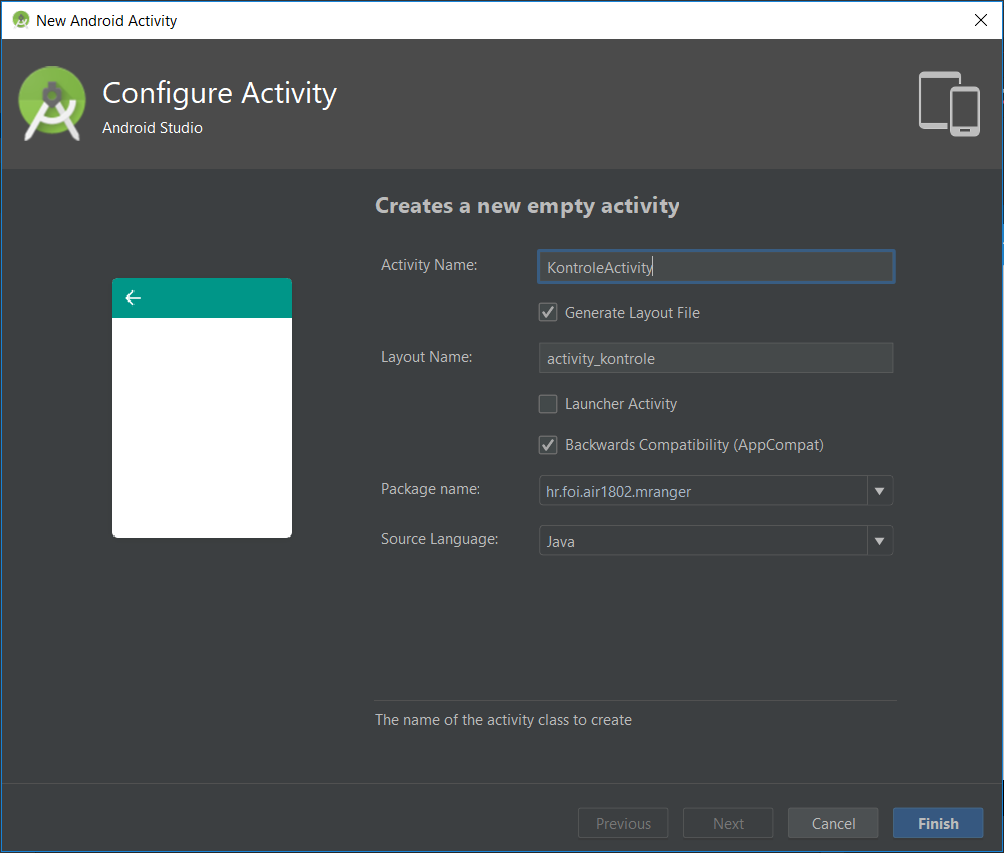 New Android Activity
Configure Activity
Android Studio
Creates a new empty activity
Activity Name:
KontroleActivity
Generate Layout File
Layout Name:
activity_kontrole
Launcher Activity
Backwards Compatibility (AppCompat)
Package name:
hr.foi.air1802.mranger
Source Language:
Java
The name of the activity class to create
Previous
Next
Cancel
Finish